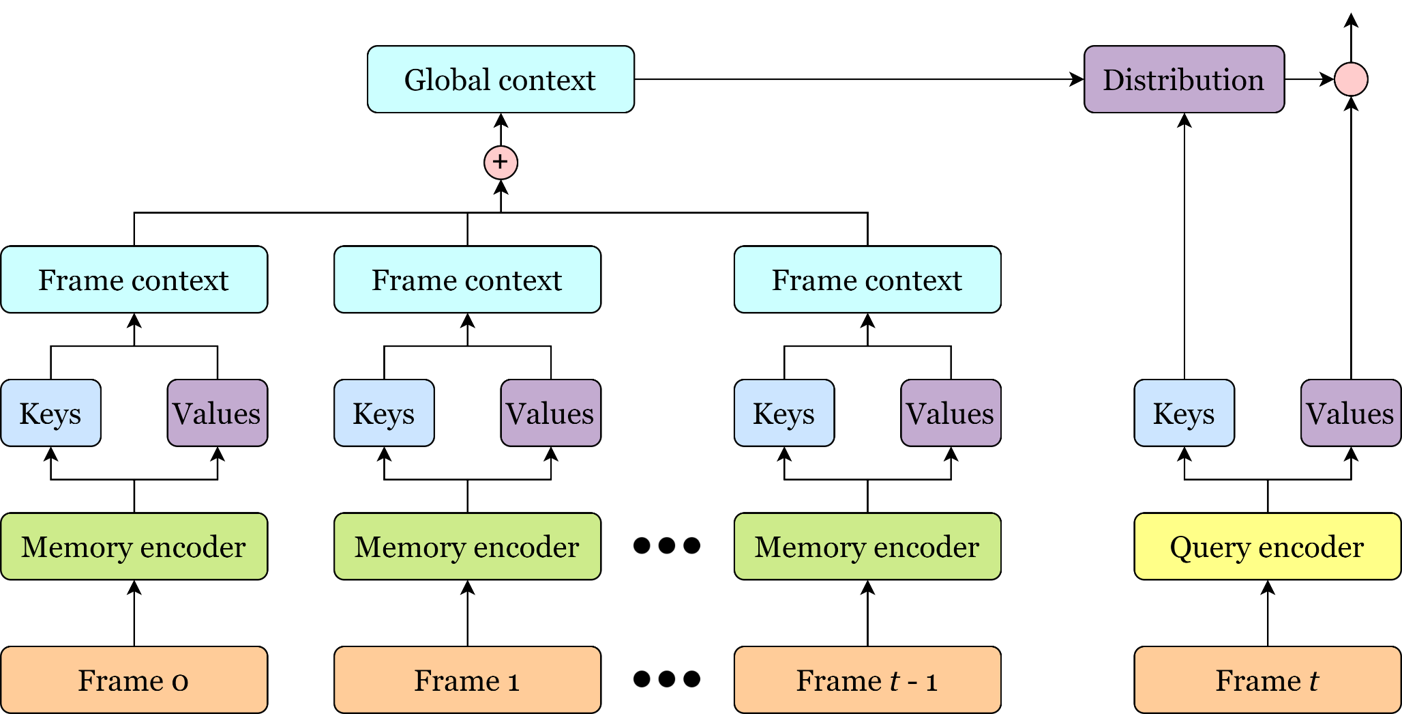 Global context
Distribution
+
Frame context
Frame context
Frame context
Keys
Values
Keys
Values
Keys
Values
Keys
Values
Memory encoder
Memory encoder
Memory encoder
Query encoder
Frame 0
Frame 1
Frame t - 1
Frame t